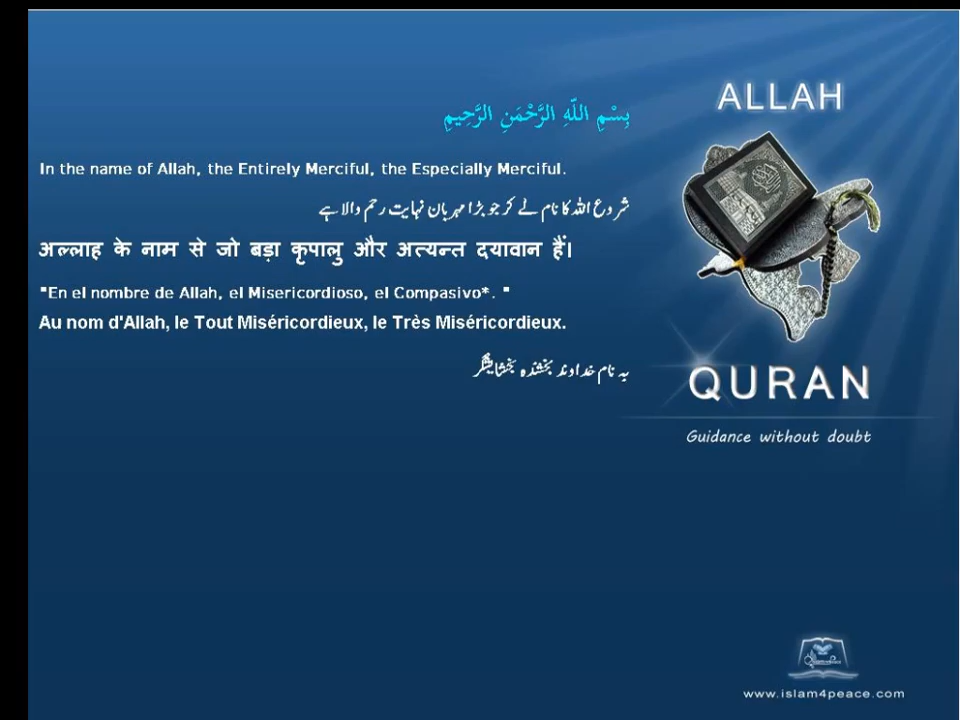 بِسْمِ اللَّهِ الرَّحْمَنِ الرَّحِيمِ
In the name of Allah, the Entirely Merciful, the Especially Merciful.
شروع الله کا نام لے کر جو بڑا مہربان نہایت رحم والا ہے
अल्लाह के नाम से जो बड़ा कृपालु और अत्यन्त दयावान हैं।
"En el nombre de Allah, el Misericordioso, el Compasivo*. "
Au nom d'Allah, le Tout Miséricordieux, le Très Miséricordieux.
به نام خداوند بخشنده بخشایشگر
ALLAH
QURAN
Guidance without doubt
www.islam4peace.com